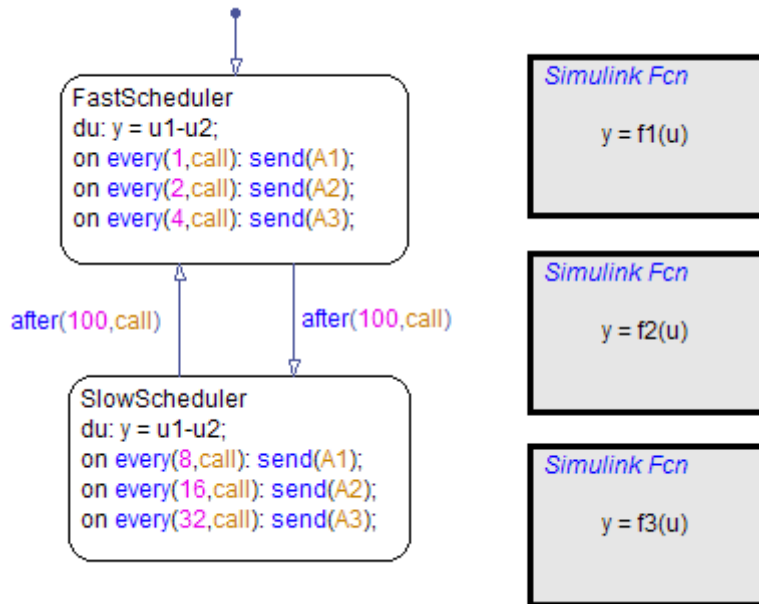 FastScheduler
du: y = u1-u2;
on every(1,call): send(A1);
on every(2,call): send(A2);
on every(4,call): send(A3);
after(100,call)
after(100,call)
SlowScheduler
du: y = u1-u2;
on every(8,call): send(A1);
on every(16,call): send(A2);
on every(32,call): send(A3);
Simulink Fcn
y = f1(u)
Simulink Fcn
y = f2(u)
Simulink Fcn
y = f3(u)